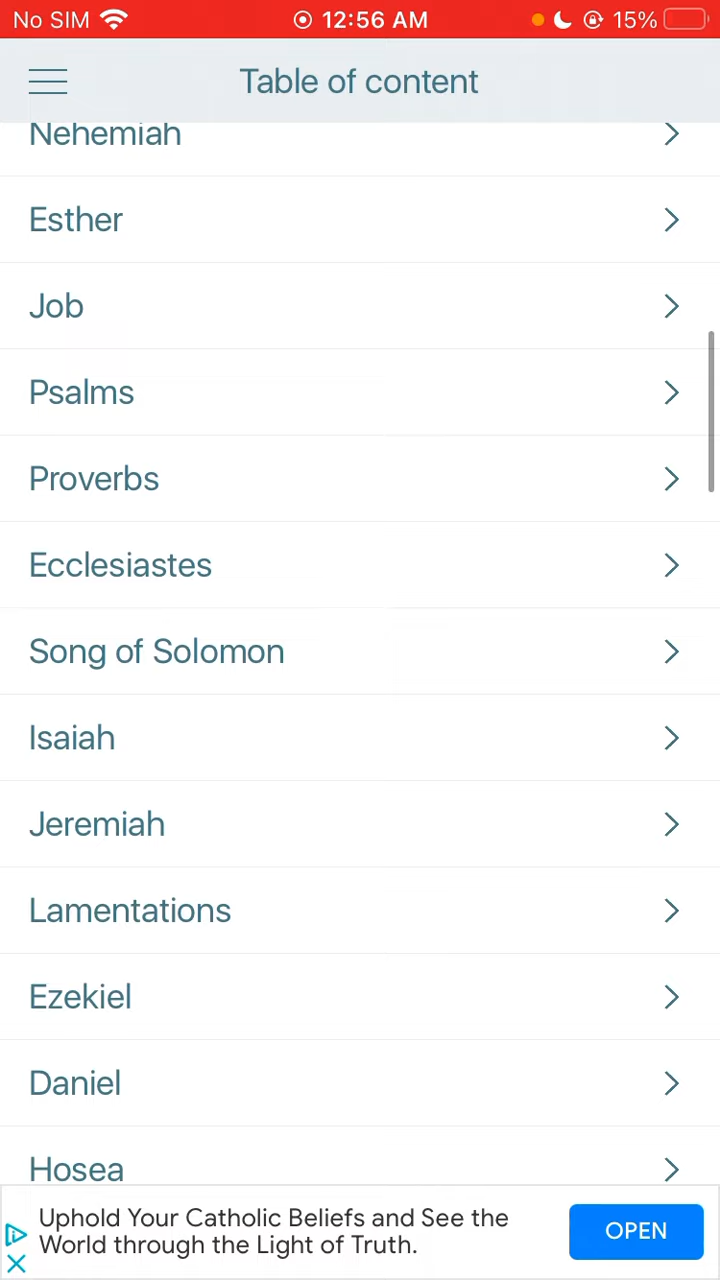 No SIM 12:56 AM 15%
Table of content
Nehemiah
Esther
Job
Psalms
Proverbs
Ecclesiastes
Song of Solomon
Isaiah
Jeremiah
Lamentations
Ezekiel
Daniel
Hosea
Uphold Your Catholic Beliefs and See the
World through the Light of Truth.
OPEN